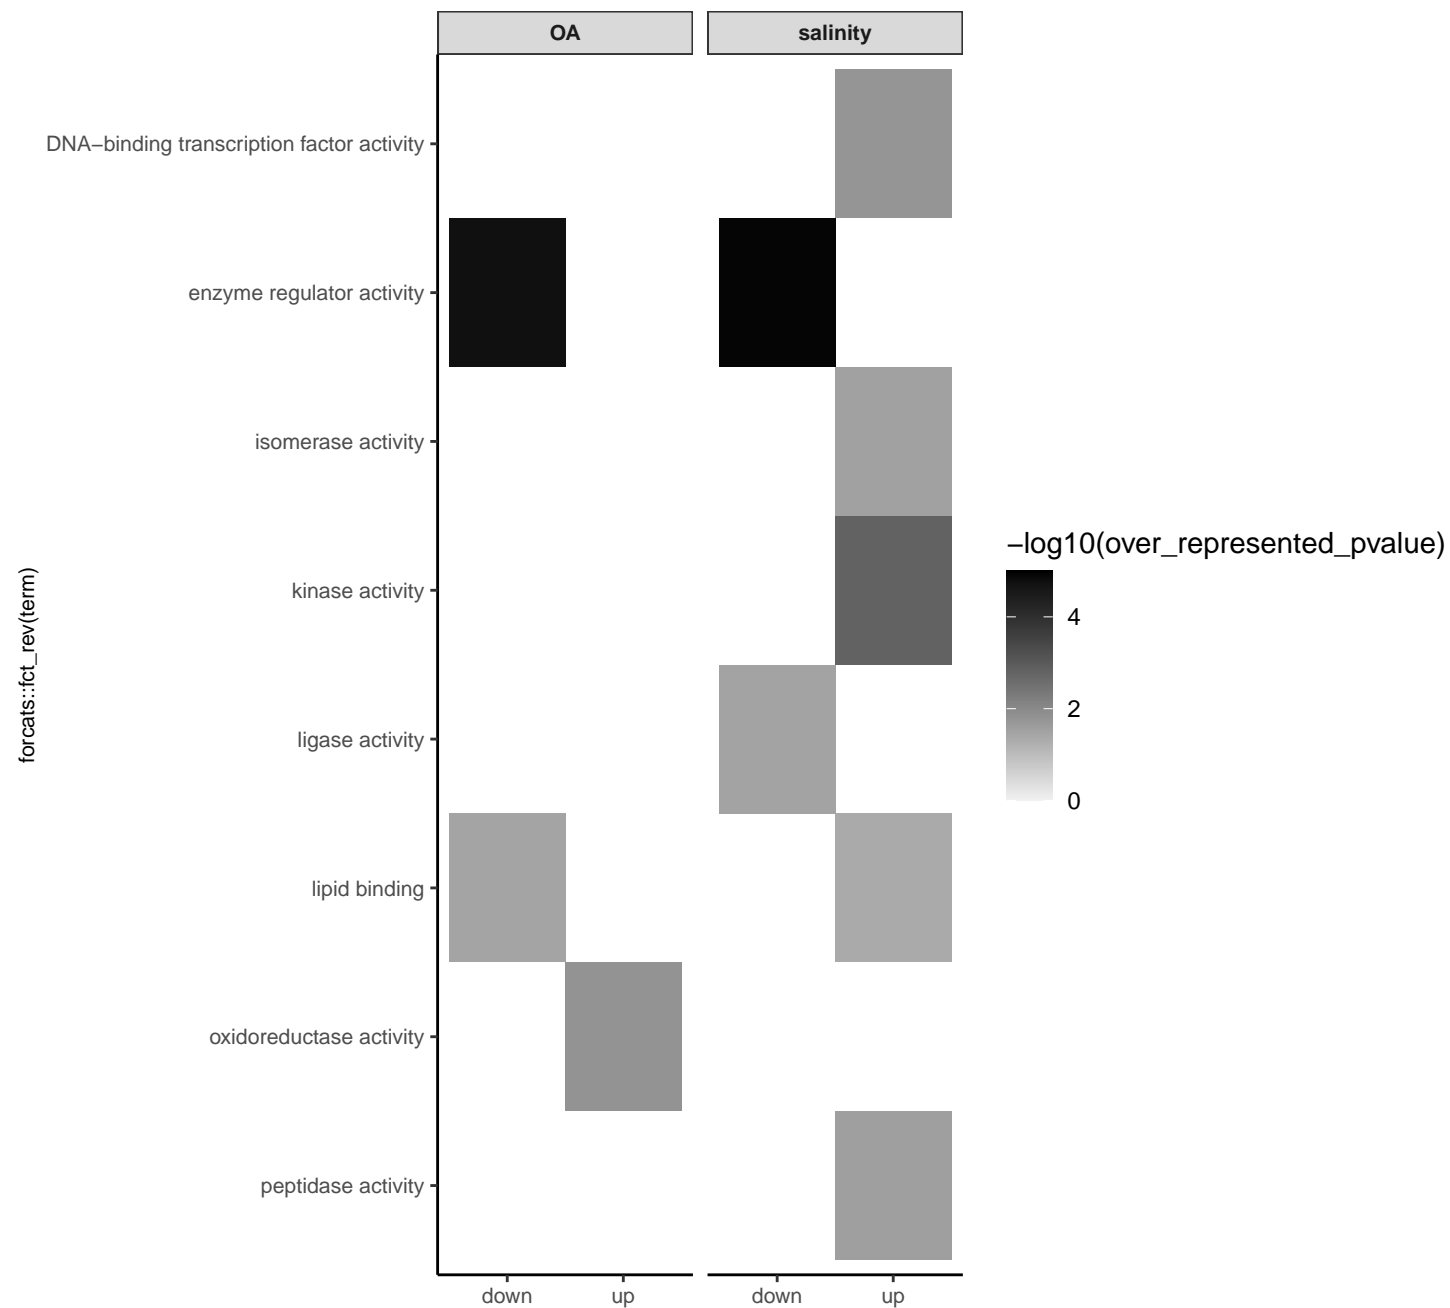 OA
salinity
DNA−binding transcription factor activity
enzyme regulator activity
isomerase activity
kinase activity
ligase activity
lipid binding
oxidoreductase activity
peptidase activity
forcats::fct_rev(term)
down
up
down
up
−log10(over_represented_pvalue)
4
2
0